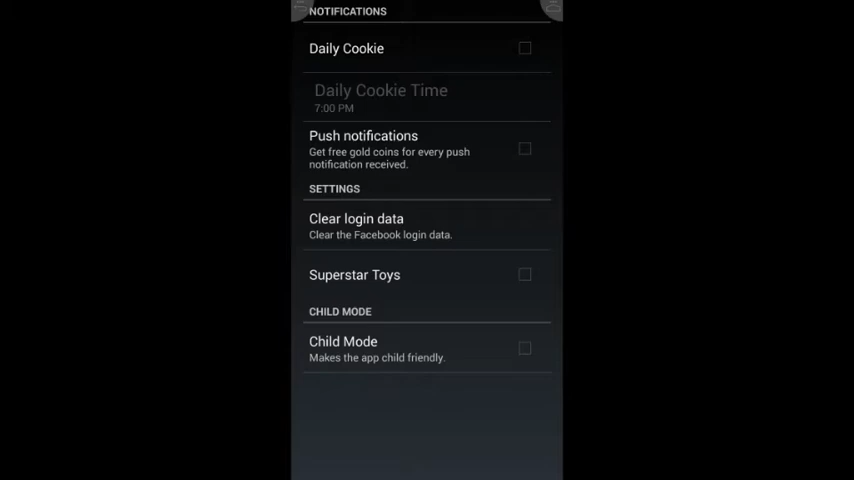 NOTIFICATIONS
Daily Cookie
Daily Cookie Time
7:00 PM
Push notifications
Get free gold coins for every push
notification received.
SETTINGS
Clear login data
Clear the Facebook login data.
Superstar Toys
CHILD MODE
Child Mode
Makes the app child friendly.